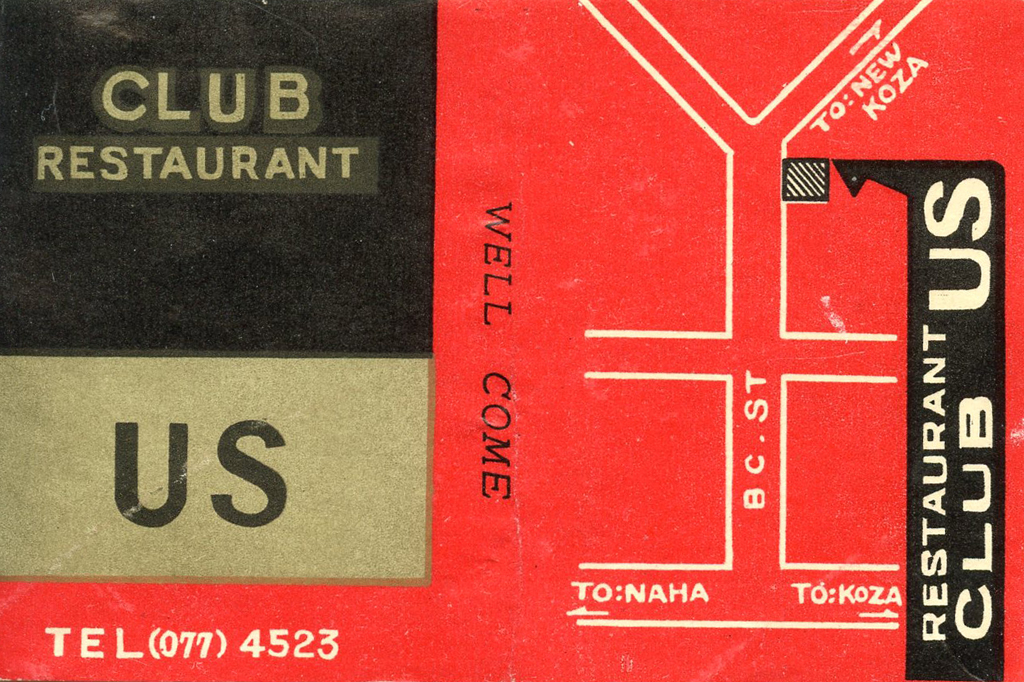 CLUB
RESTAURANT
US
TEL(077) 4523
WELL COME
TO:NEW
KOZA
BC.ST
TO:NAHA
TO:KOZA
RESTAURANT
CLUB US